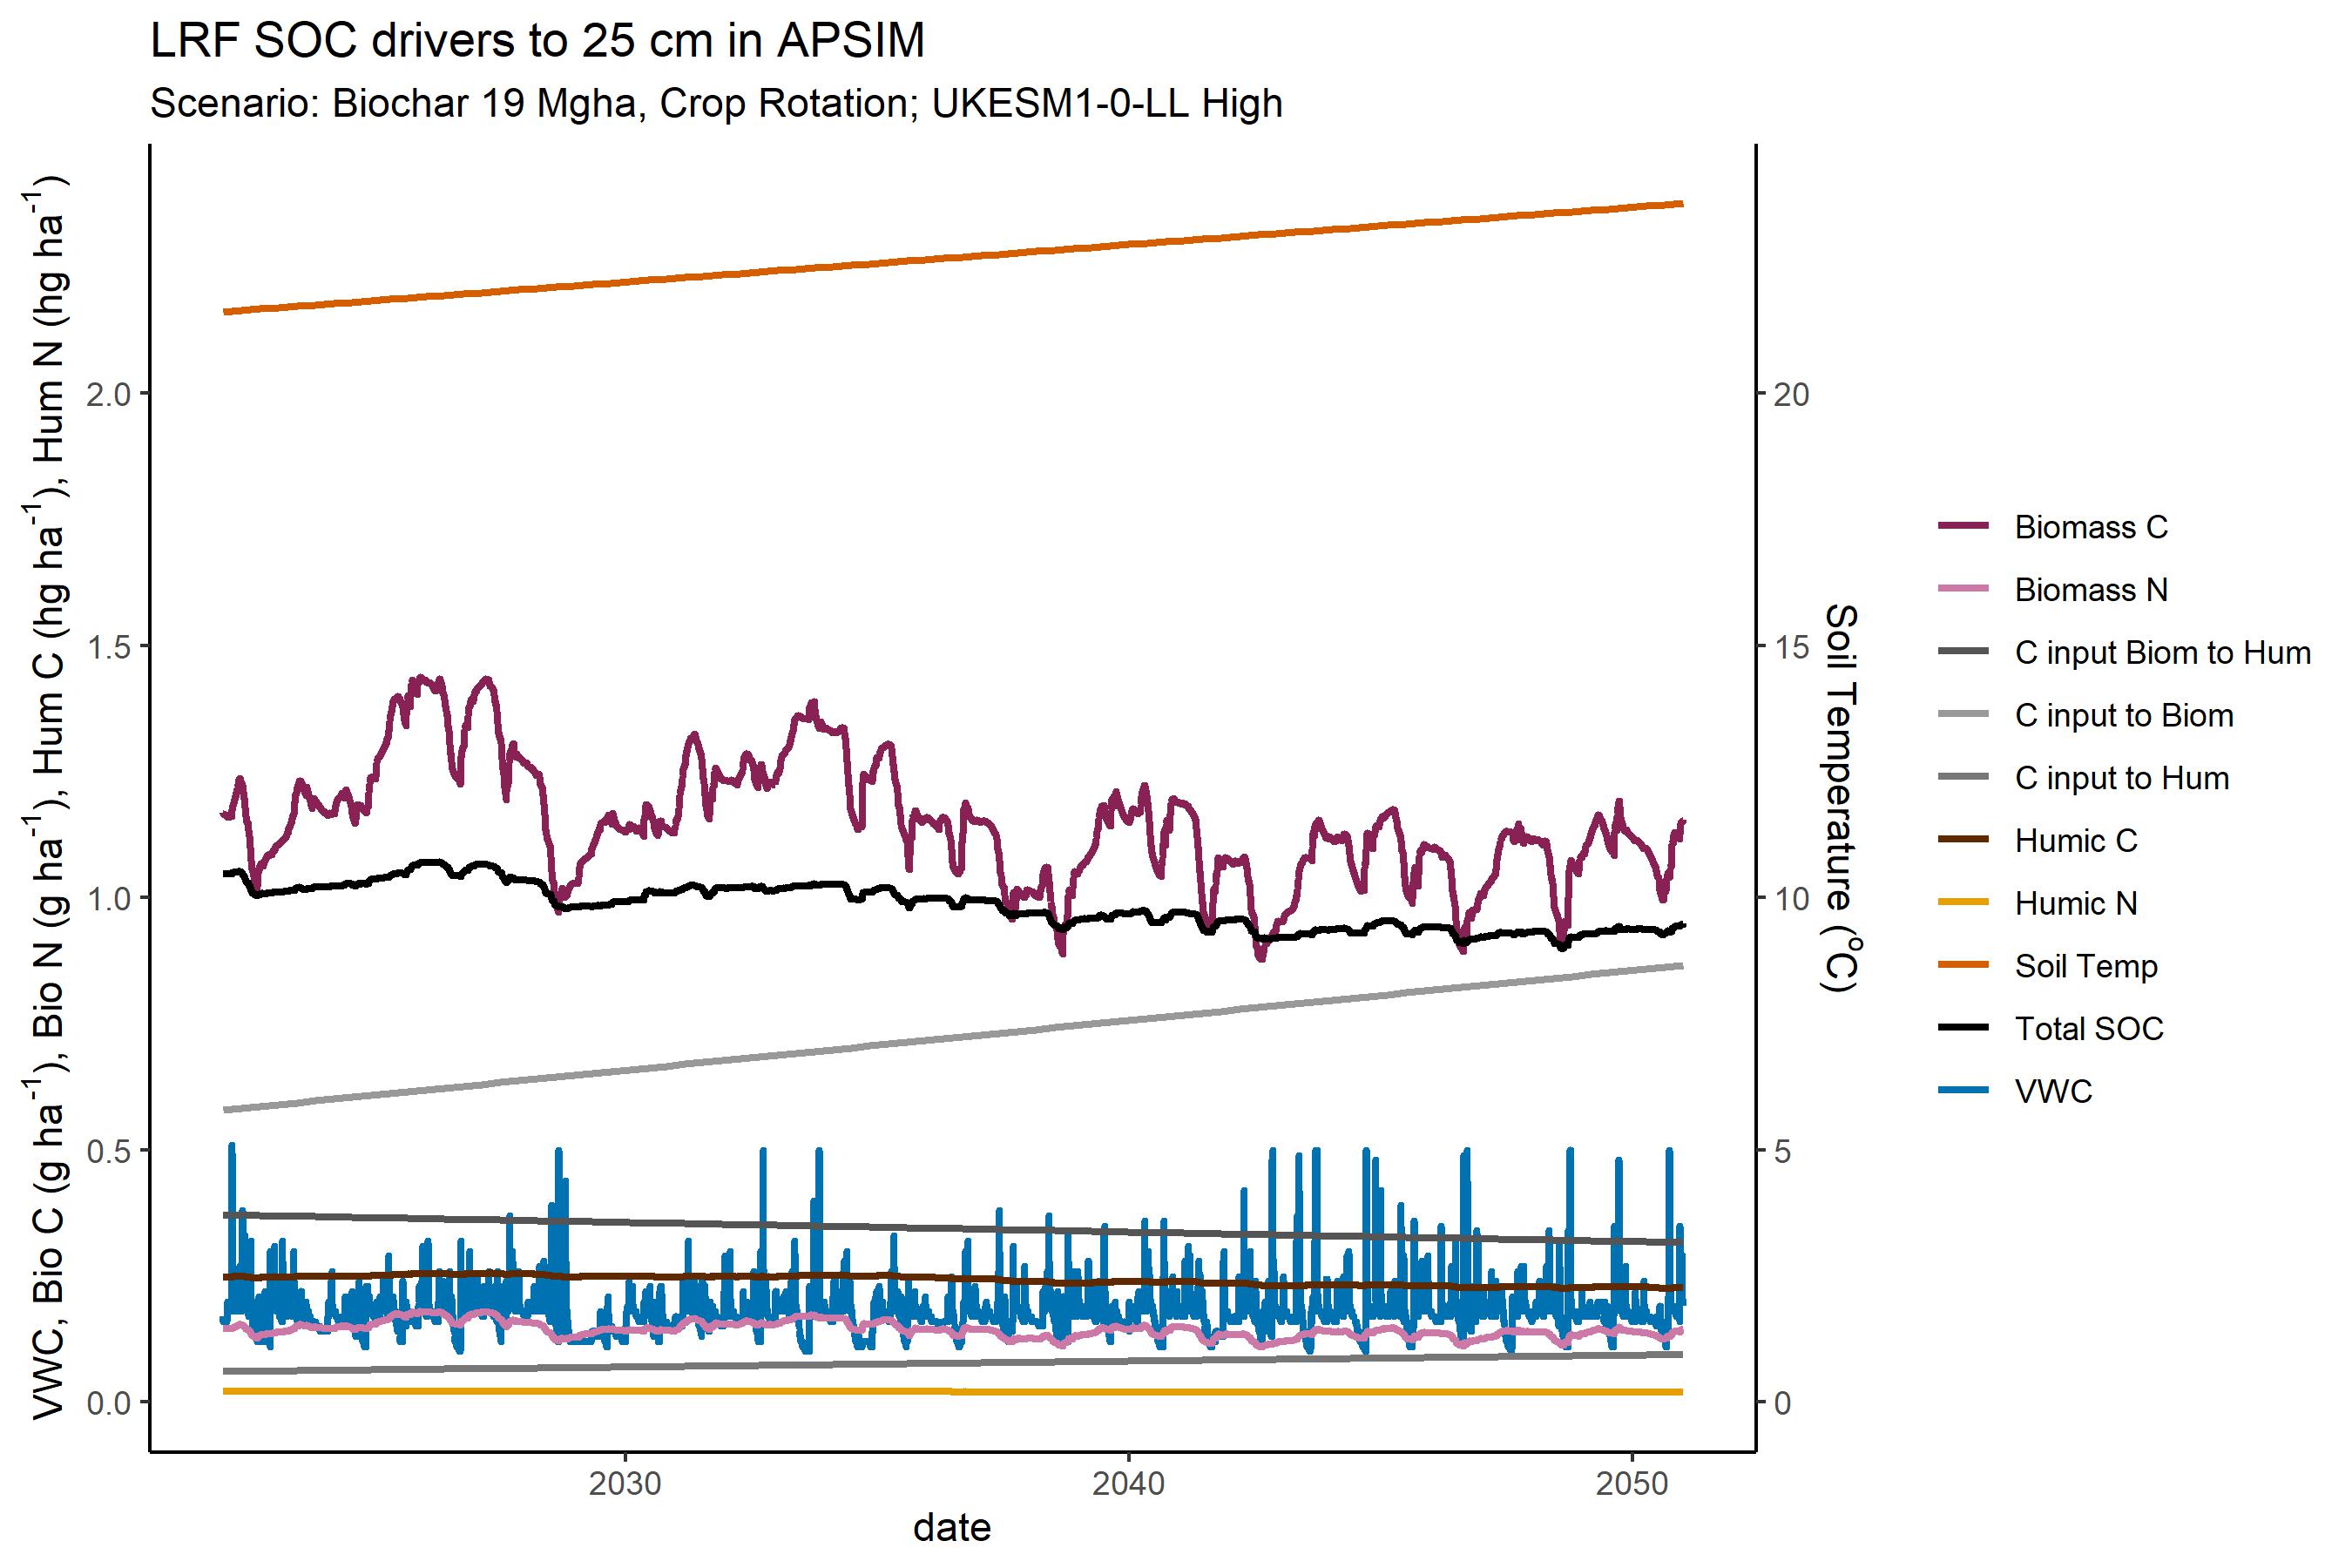 LRF SOC drivers to 25 cm in APSIM
Scenario: Biochar 19 Mgha, Crop Rotation; UKESM1-0-LL High
VWC, Bio C (g ha⁻¹), Bio N (g ha⁻¹), Hum C (hg ha⁻¹), Hum N (hg ha⁻¹)
2.0
1.5
1.0
0.5
0.0
20
15
10
5
0
Soil Temperature (°C)
2030
2040
2050
date
Biomass C
Biomass N
C input Biom to Hum
C input to Biom
C input to Hum
Humic C
Humic N
Soil Temp
Total SOC
VWC